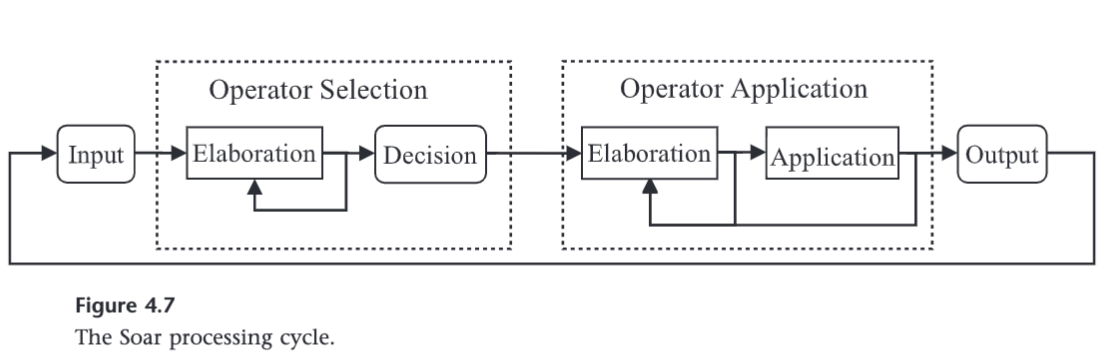 Operator Selection
Operator Application
Input
Elaboration
Decision
Elaboration
Application
Output
Figure 4.7
The Soar processing cycle.